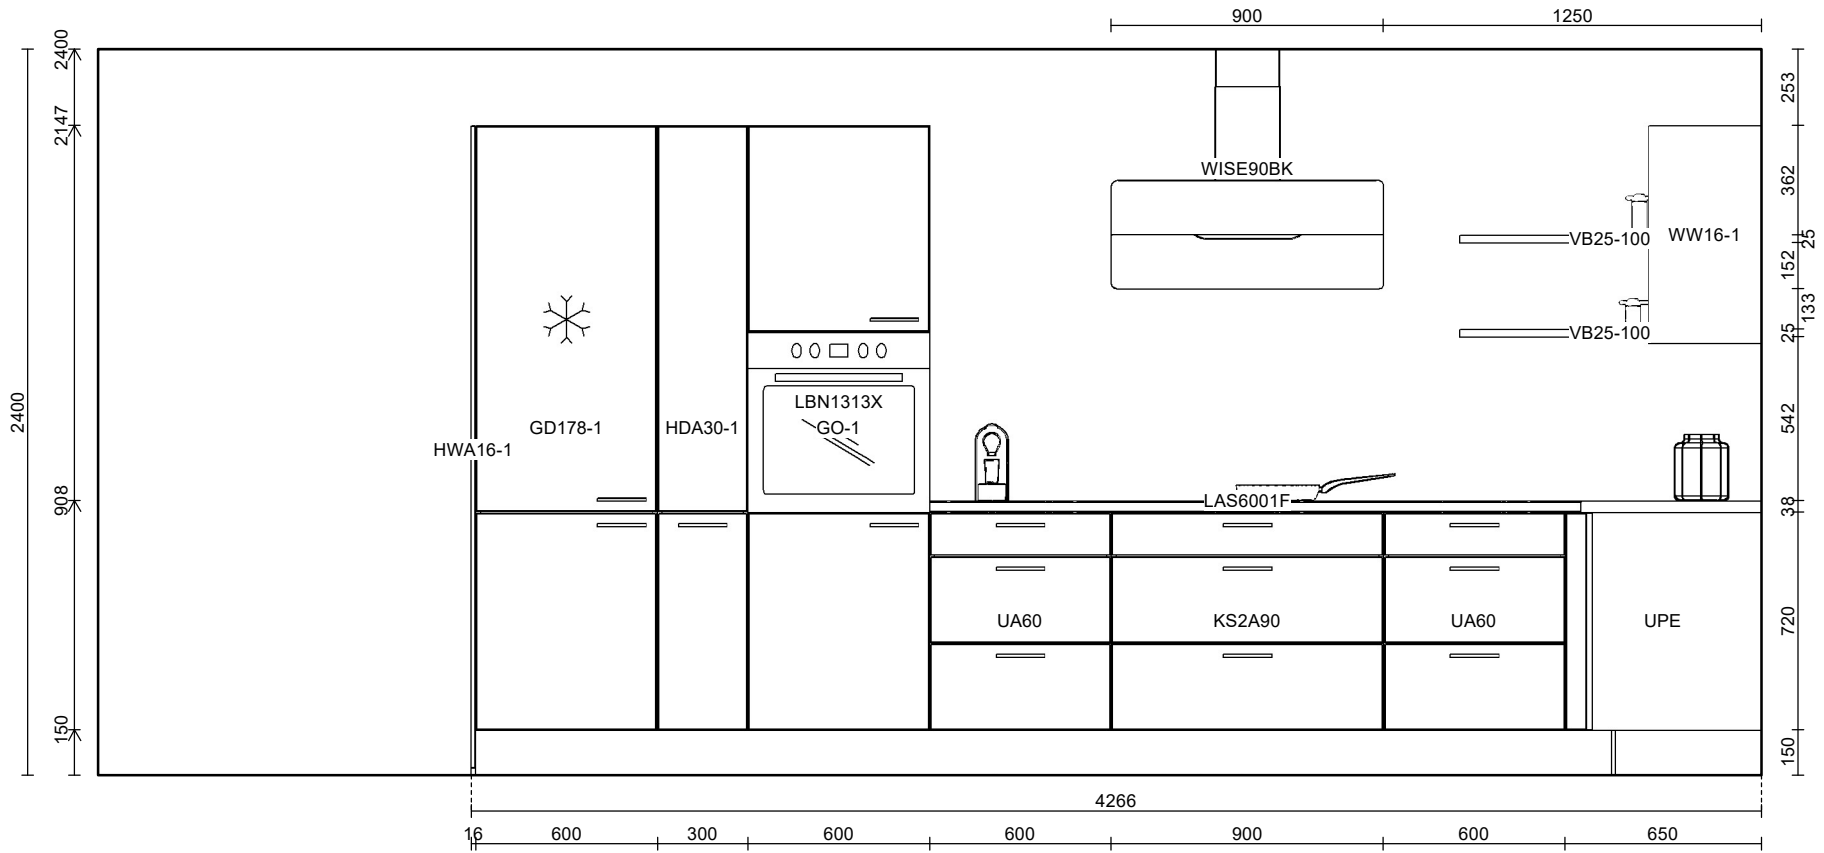 900
1250
2400
2147
908
150
2400
253
362
25
152
133
25
542
38
720
150
WISE90BK
VB25-100
WW16-1
VB25-100
LBN1313X
GD178-1
HDA30-1
GO-1
HWA16-1
LAS6001F
UA60
KS2A90
UA60
UPE
4266
16
600
300
600
600
900
600
650